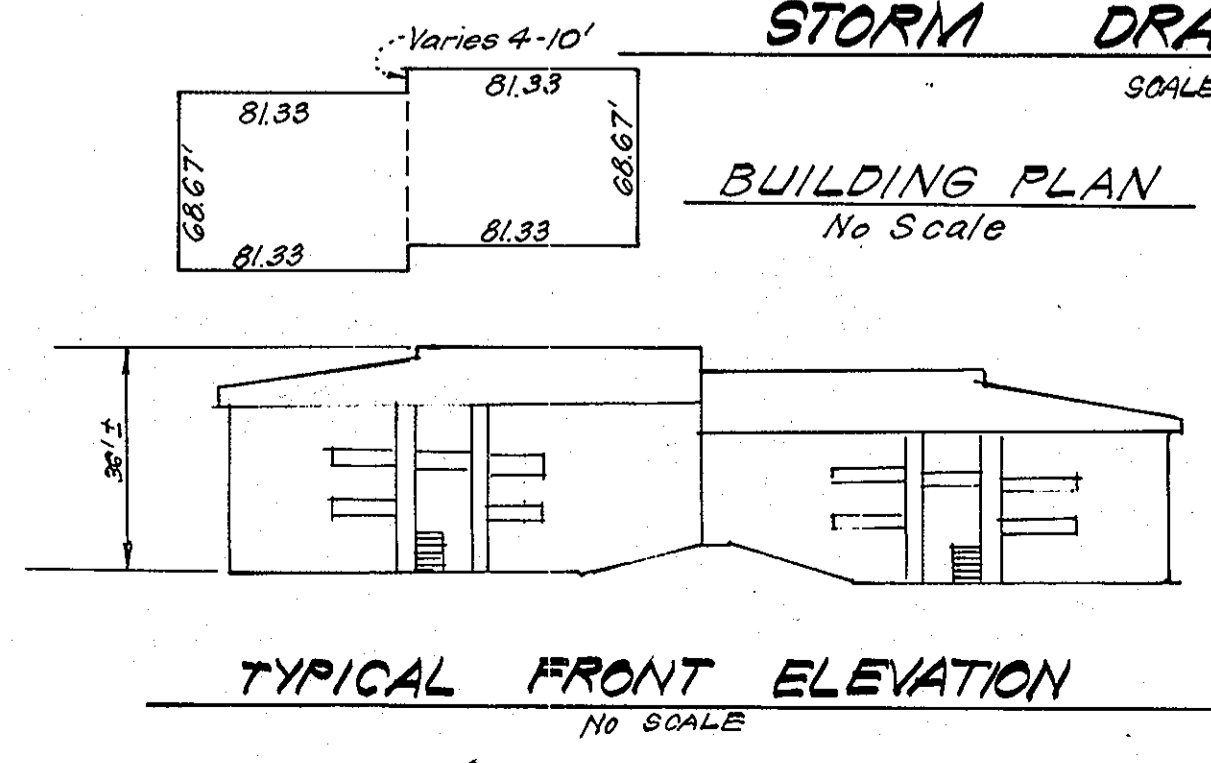 STORM DRA
SCALE
Varies 4-10'
81.33
81.33
68.67'
68.67'
81.33
81.33
BUILDING PLAN
No Scale
36'±
TYPICAL FRONT ELEVATION
NO SCALE